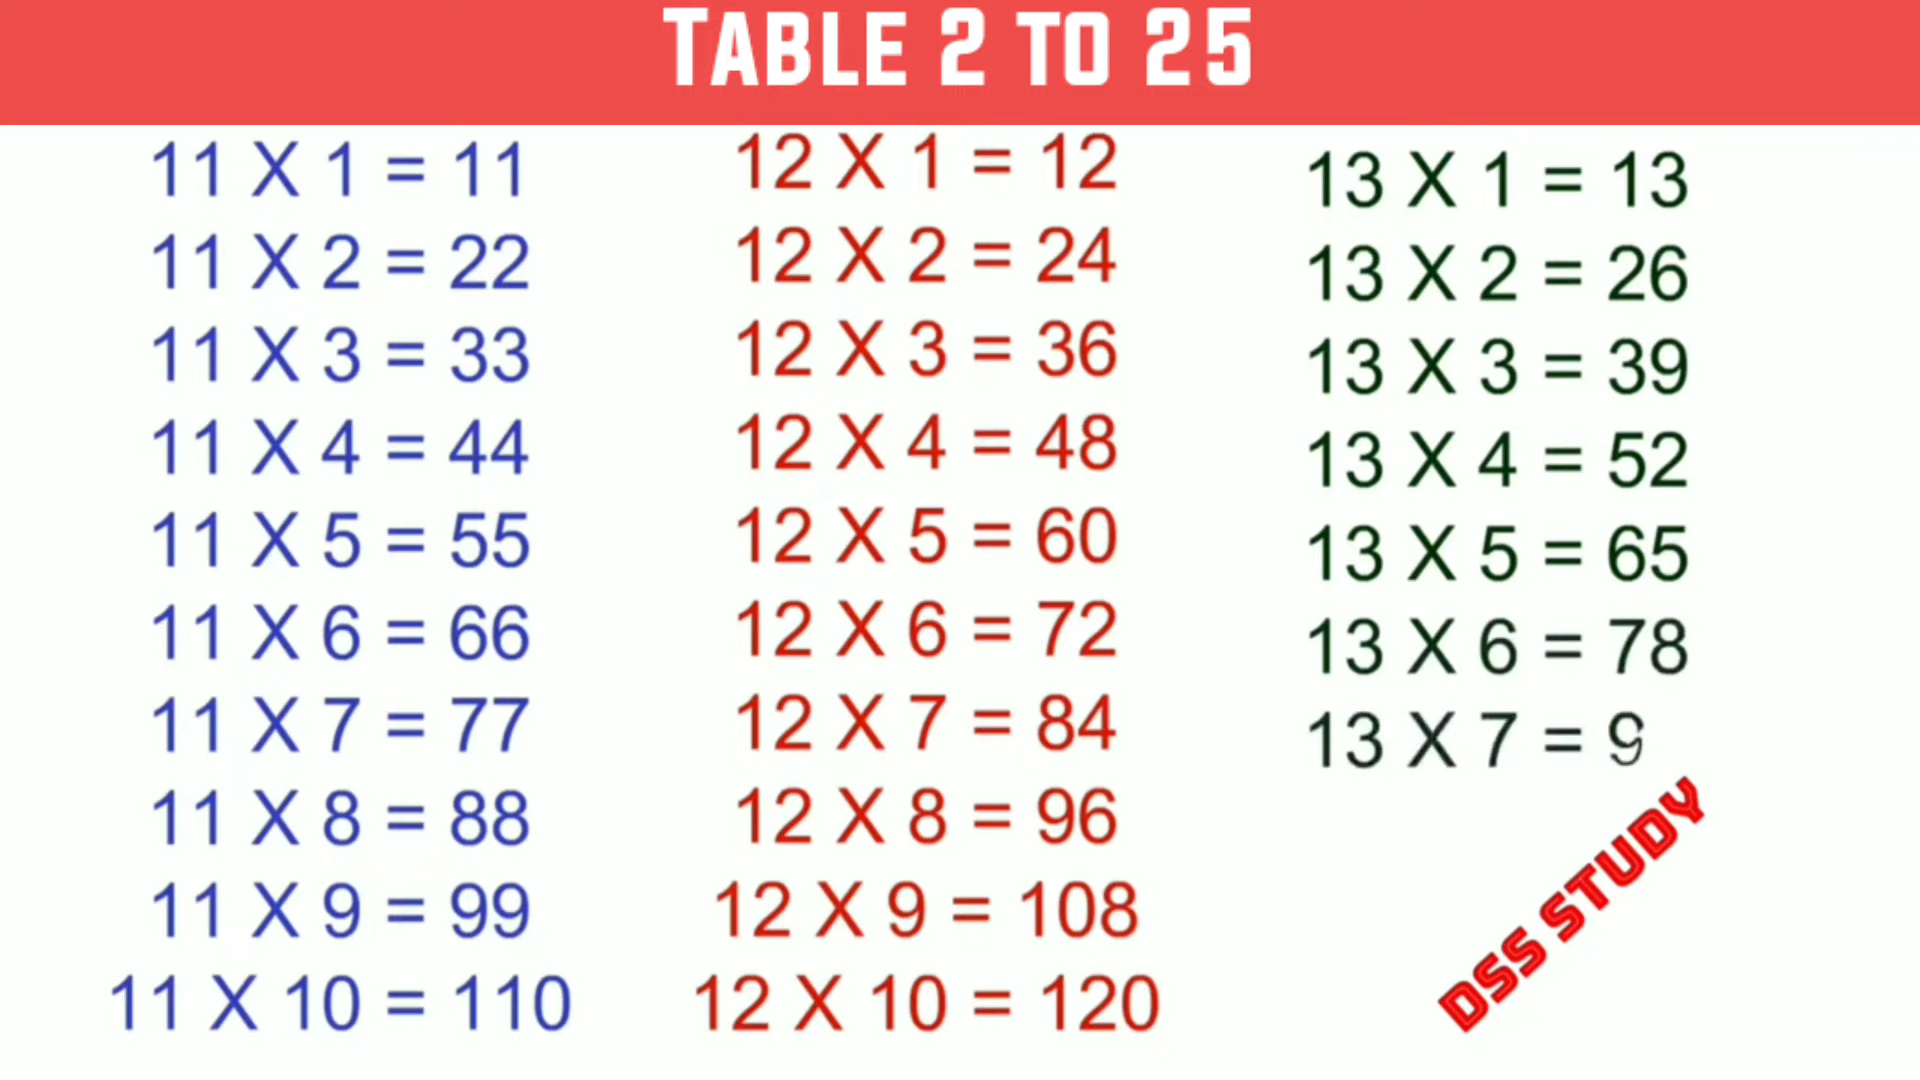 TABLE 2 TO 25
11 X 1 = 11
11 X 2 = 22
11 X 3 = 33
11 X 4 = 44
11 X 5 = 55
11 X 6 = 66
11 X 7 = 77
11 X 8 = 88
11 X 9 = 99
11 X 10 = 110
12 X 1 = 12
12 X 2 = 24
12 X 3 = 36
12 X 4 = 48
12 X 5 = 60
12 X 6 = 72
12 X 7 = 84
12 X 8 = 96
12 X 9 = 108
12 X 10 = 120
13 X 1 = 13
13 X 2 = 26
13 X 3 = 39
13 X 4 = 52
13 X 5 = 65
13 X 6 = 78
13 X 7 = 9
DSS STUDY